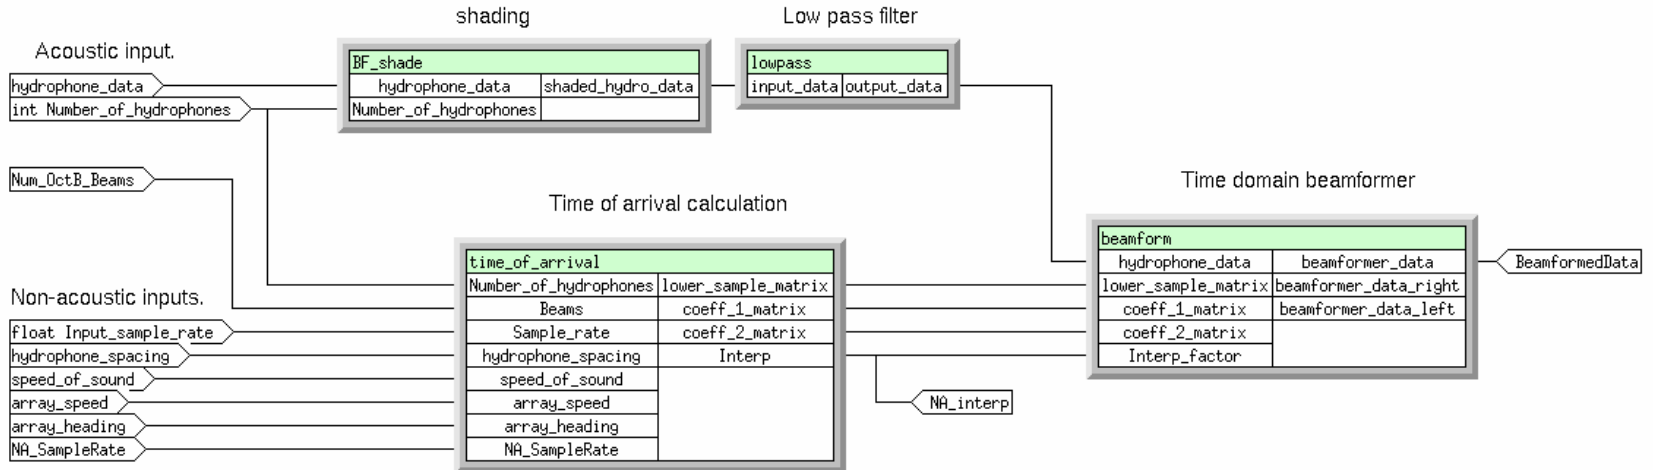 shading
Low pass filter
Acoustic input.
BF_shade
lowpass
hydrophone_data
hydrophone_data
shaded_hydro_data
input_data
output_data
int Number_of_hydrophones
Number_of_hydrophones
Num_OctB_Beams
Time domain beamformer
Time of arrival calculation
beamform
time_of_arrival
hydrophone_data
beamformer_data
BeamformedData
Number_of_hydrophones
lower_sample_matrix
lower_sample_matrix
beamformer_data_right
Non-acoustic inputs.
Beams
coeff_1_matrix
coeff_1_matrix
beamformer_data_left
float Input_sample_rate
Sample_rate
coeff_2_matrix
coeff_2_matrix
hydrophone_spacing
hydrophone_spacing
Interp
Interp_factor
speed_of_sound
speed_of_sound
array_speed
array_speed
NA_interp
array_heading
array_heading
NA_SampleRate
NA_SampleRate